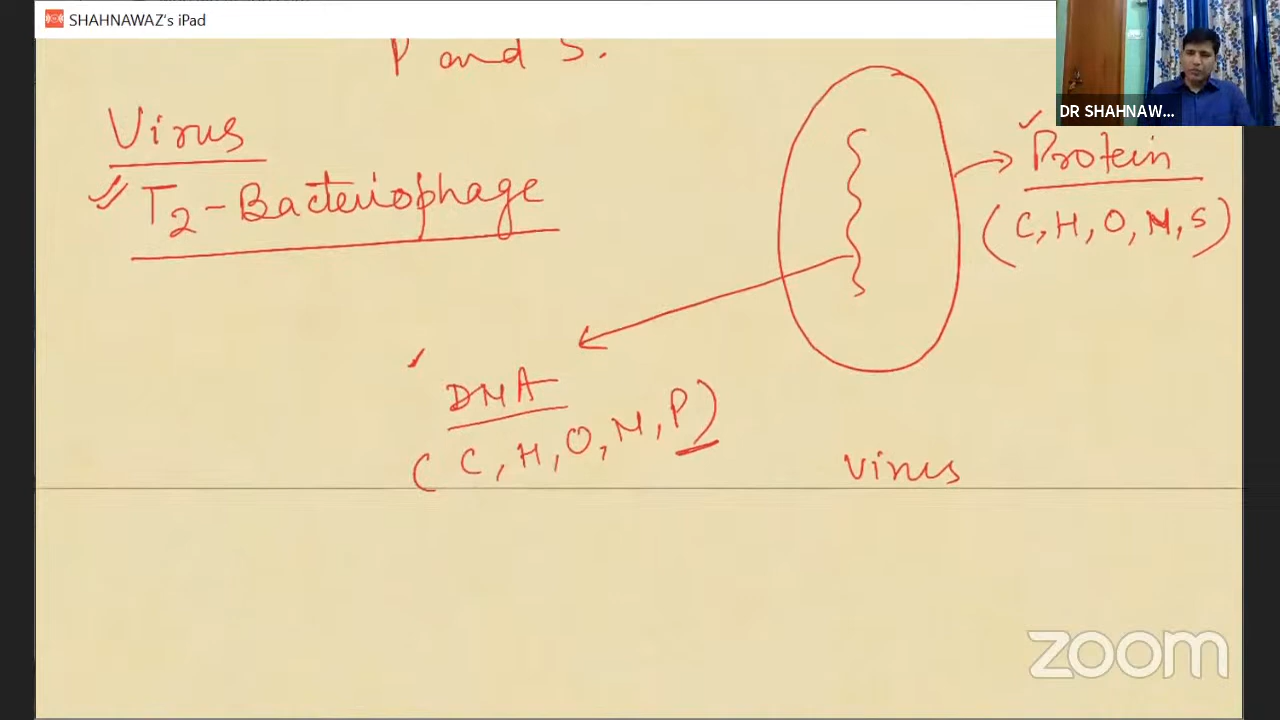 SHAHNAWAZ's iPad
P and S.
DR SHAHNAW...
Virus
T2-Bacteriophage
Protein
(C, H, O, N, S)
DNA
(C, H, O, N, P)
Virus
zoom